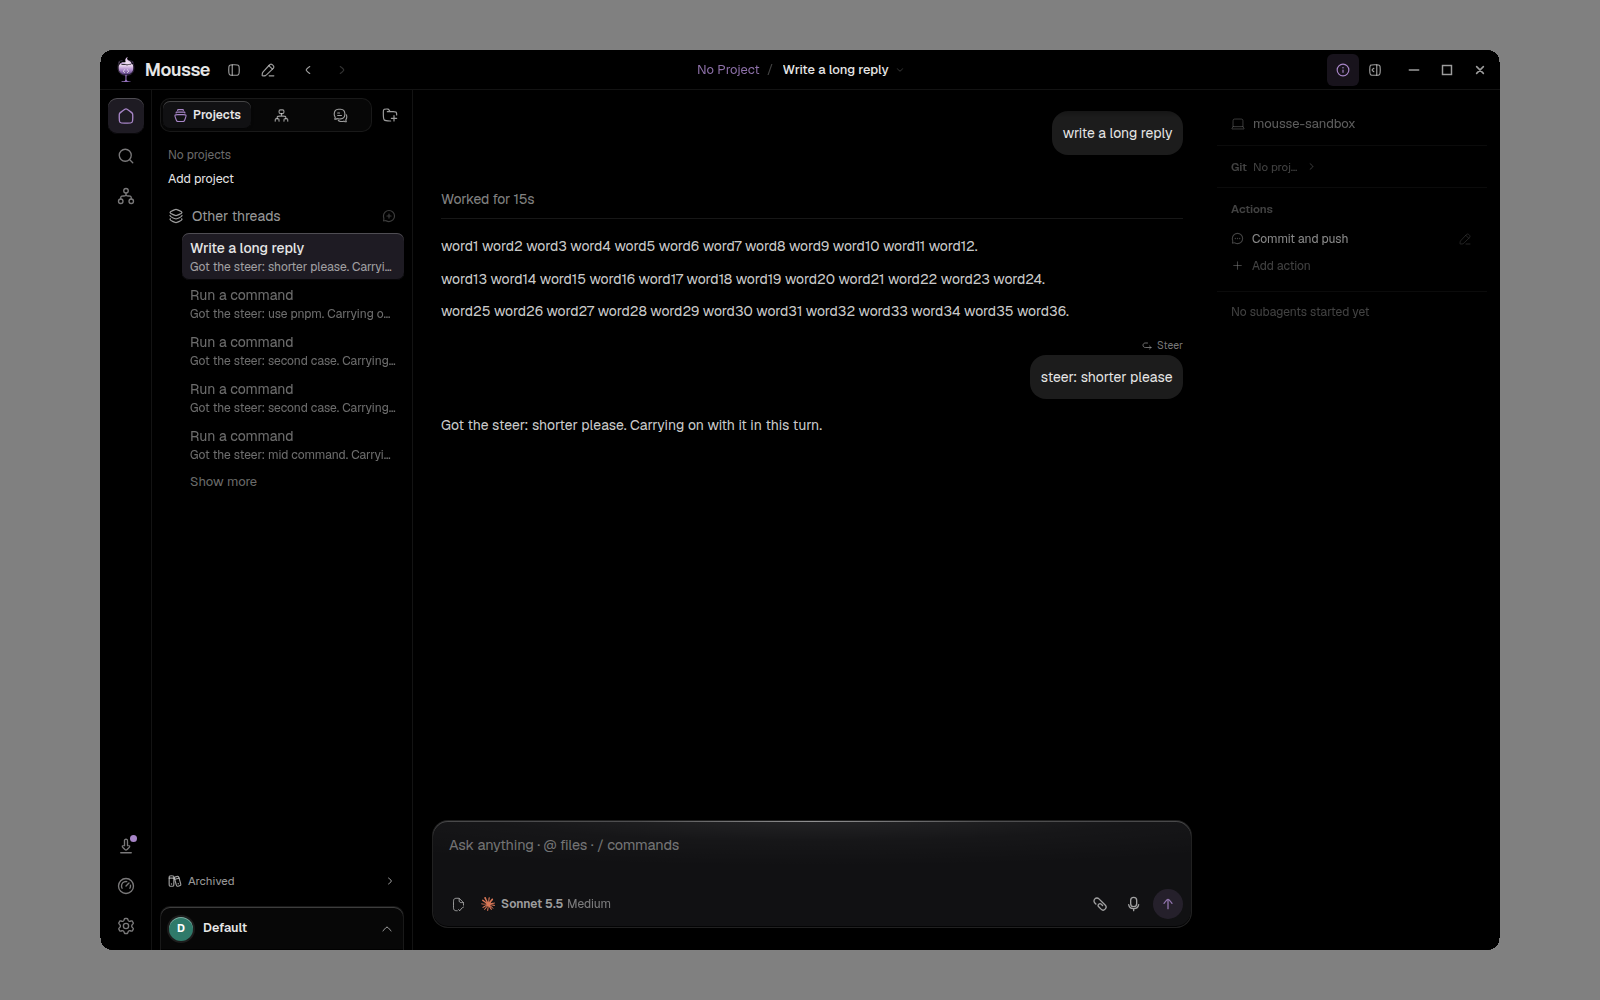 Mousse
No Project / Write a long reply
Projects
No projects
Add project
Other threads
Write a long reply
Got the steer: shorter please. Carryi...
Run a command
Got the steer: use pnpm. Carrying o...
Run a command
Got the steer: second case. Carrying...
Run a command
Got the steer: second case. Carrying...
Run a command
Got the steer: mid command. Carryi...
Show more
Archived
D Default
write a long reply
Worked for 15s
word1 word2 word3 word4 word5 word6 word7 word8 word9 word10 word11 word12.
word13 word14 word15 word16 word17 word18 word19 word20 word21 word22 word23 word24.
word25 word26 word27 word28 word29 word30 word31 word32 word33 word34 word35 word36.
Steer
steer: shorter please
Got the steer: shorter please. Carrying on with it in this turn.
Ask anything · @ files · / commands
Sonnet 5.5 Medium
mousse-sandbox
Git No proj...
Actions
Commit and push
Add action
No subagents started yet